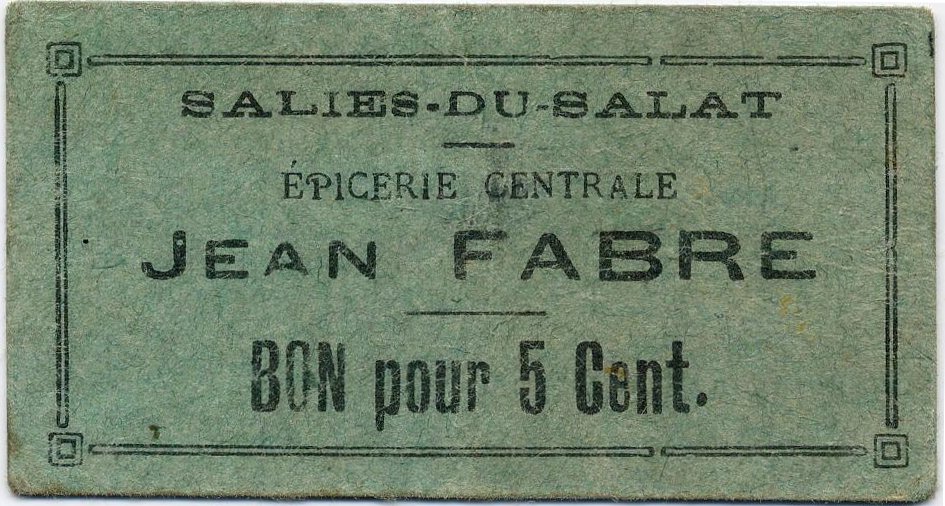 SALIES-DU-SALAT
ÉPICERIE CENTRALE
JEAN FABRE
BON pour 5 Cent.